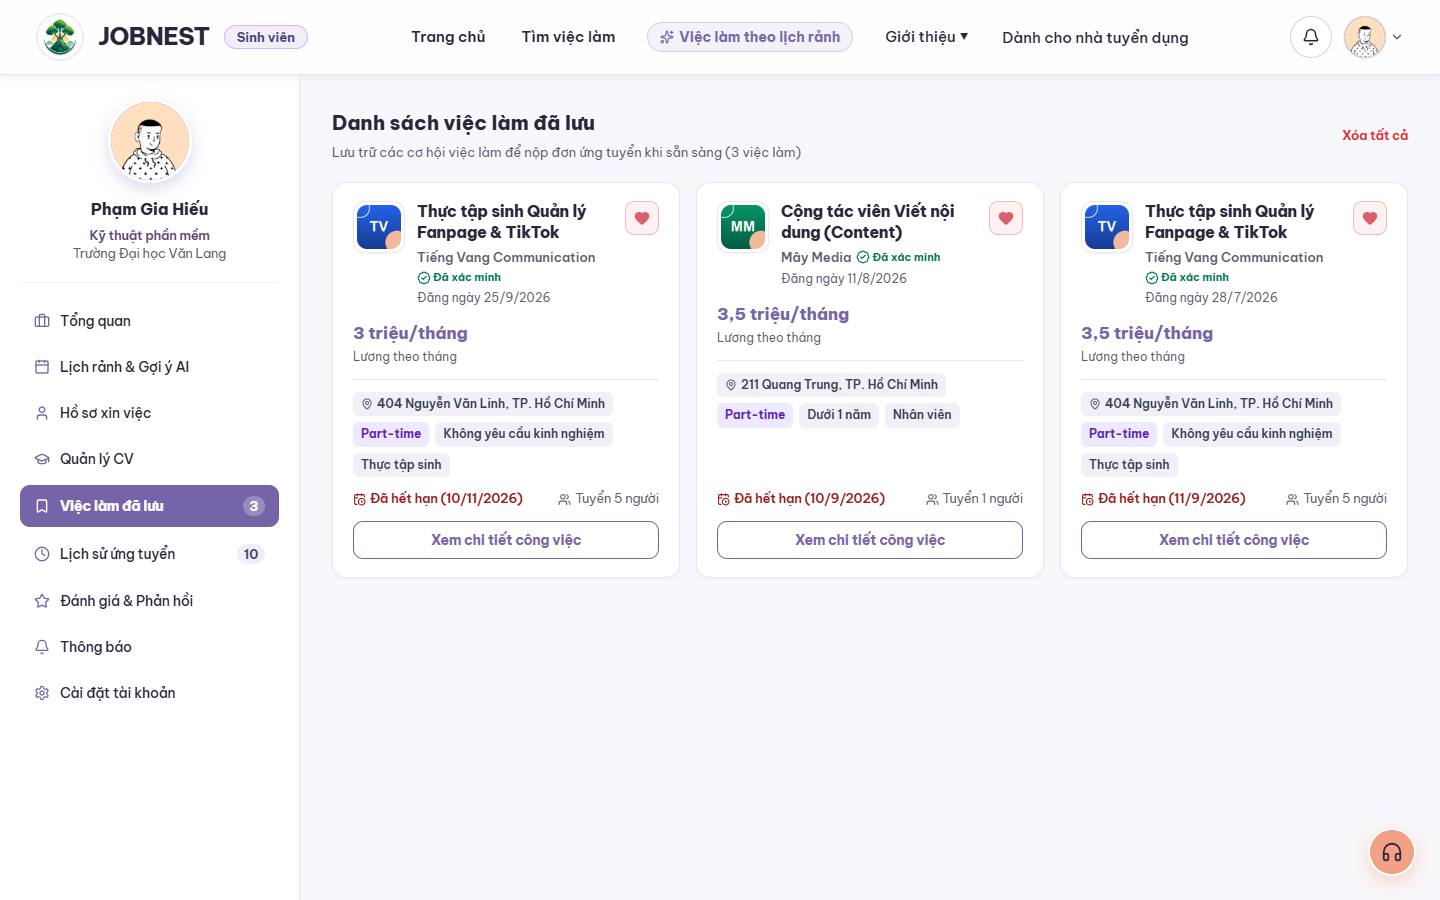 JOBNEST
Sinh viên
Trang chủ
Tìm việc làm
Việc làm theo lịch rảnh
Giới thiệu ▼
Dành cho nhà tuyển dụng
Phạm Gia Hiếu
Kỹ thuật phần mềm
Trường Đại học Văn Lang
Tổng quan
Lịch rảnh & Gợi ý AI
Hồ sơ xin việc
Quản lý CV
Việc làm đã lưu 3
Lịch sử ứng tuyển 10
Đánh giá & Phản hồi
Thông báo
Cài đặt tài khoản
Danh sách việc làm đã lưu
Lưu trữ các cơ hội việc làm để nộp đơn ứng tuyển khi sẵn sàng (3 việc làm)
Xóa tất cả
TV
Thực tập sinh Quản lý
Fanpage & TikTok
Tiếng Vang Communication
Đã xác minh
Đăng ngày 25/9/2026
3 triệu/tháng
Lương theo tháng
404 Nguyễn Văn Linh, TP. Hồ Chí Minh
Part-time
Không yêu cầu kinh nghiệm
Thực tập sinh
Đã hết hạn (10/11/2026)
Tuyển 5 người
Xem chi tiết công việc
MM
Cộng tác viên Viết nội
dung (Content)
Mây Media Đã xác minh
Đăng ngày 11/8/2026
3,5 triệu/tháng
Lương theo tháng
211 Quang Trung, TP. Hồ Chí Minh
Part-time
Dưới 1 năm
Nhân viên
Đã hết hạn (10/9/2026)
Tuyển 1 người
Xem chi tiết công việc
TV
Thực tập sinh Quản lý
Fanpage & TikTok
Tiếng Vang Communication
Đã xác minh
Đăng ngày 28/7/2026
3,5 triệu/tháng
Lương theo tháng
404 Nguyễn Văn Linh, TP. Hồ Chí Minh
Part-time
Không yêu cầu kinh nghiệm
Thực tập sinh
Đã hết hạn (11/9/2026)
Tuyển 5 người
Xem chi tiết công việc